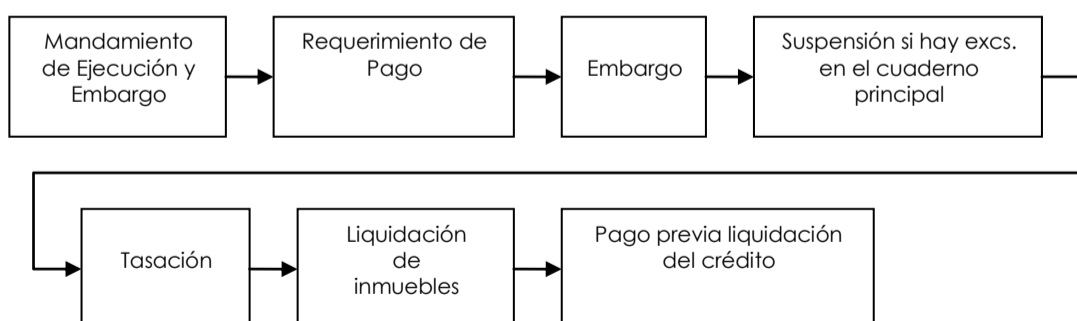 Mandamiento
de Ejecución y
Embargo
Requerimiento de
Pago
Embargo
Suspensión si hay excs.
en el cuaderno
principal
Tasación
Liquidación
de
inmuebles
Pago previa liquidación
del crédito